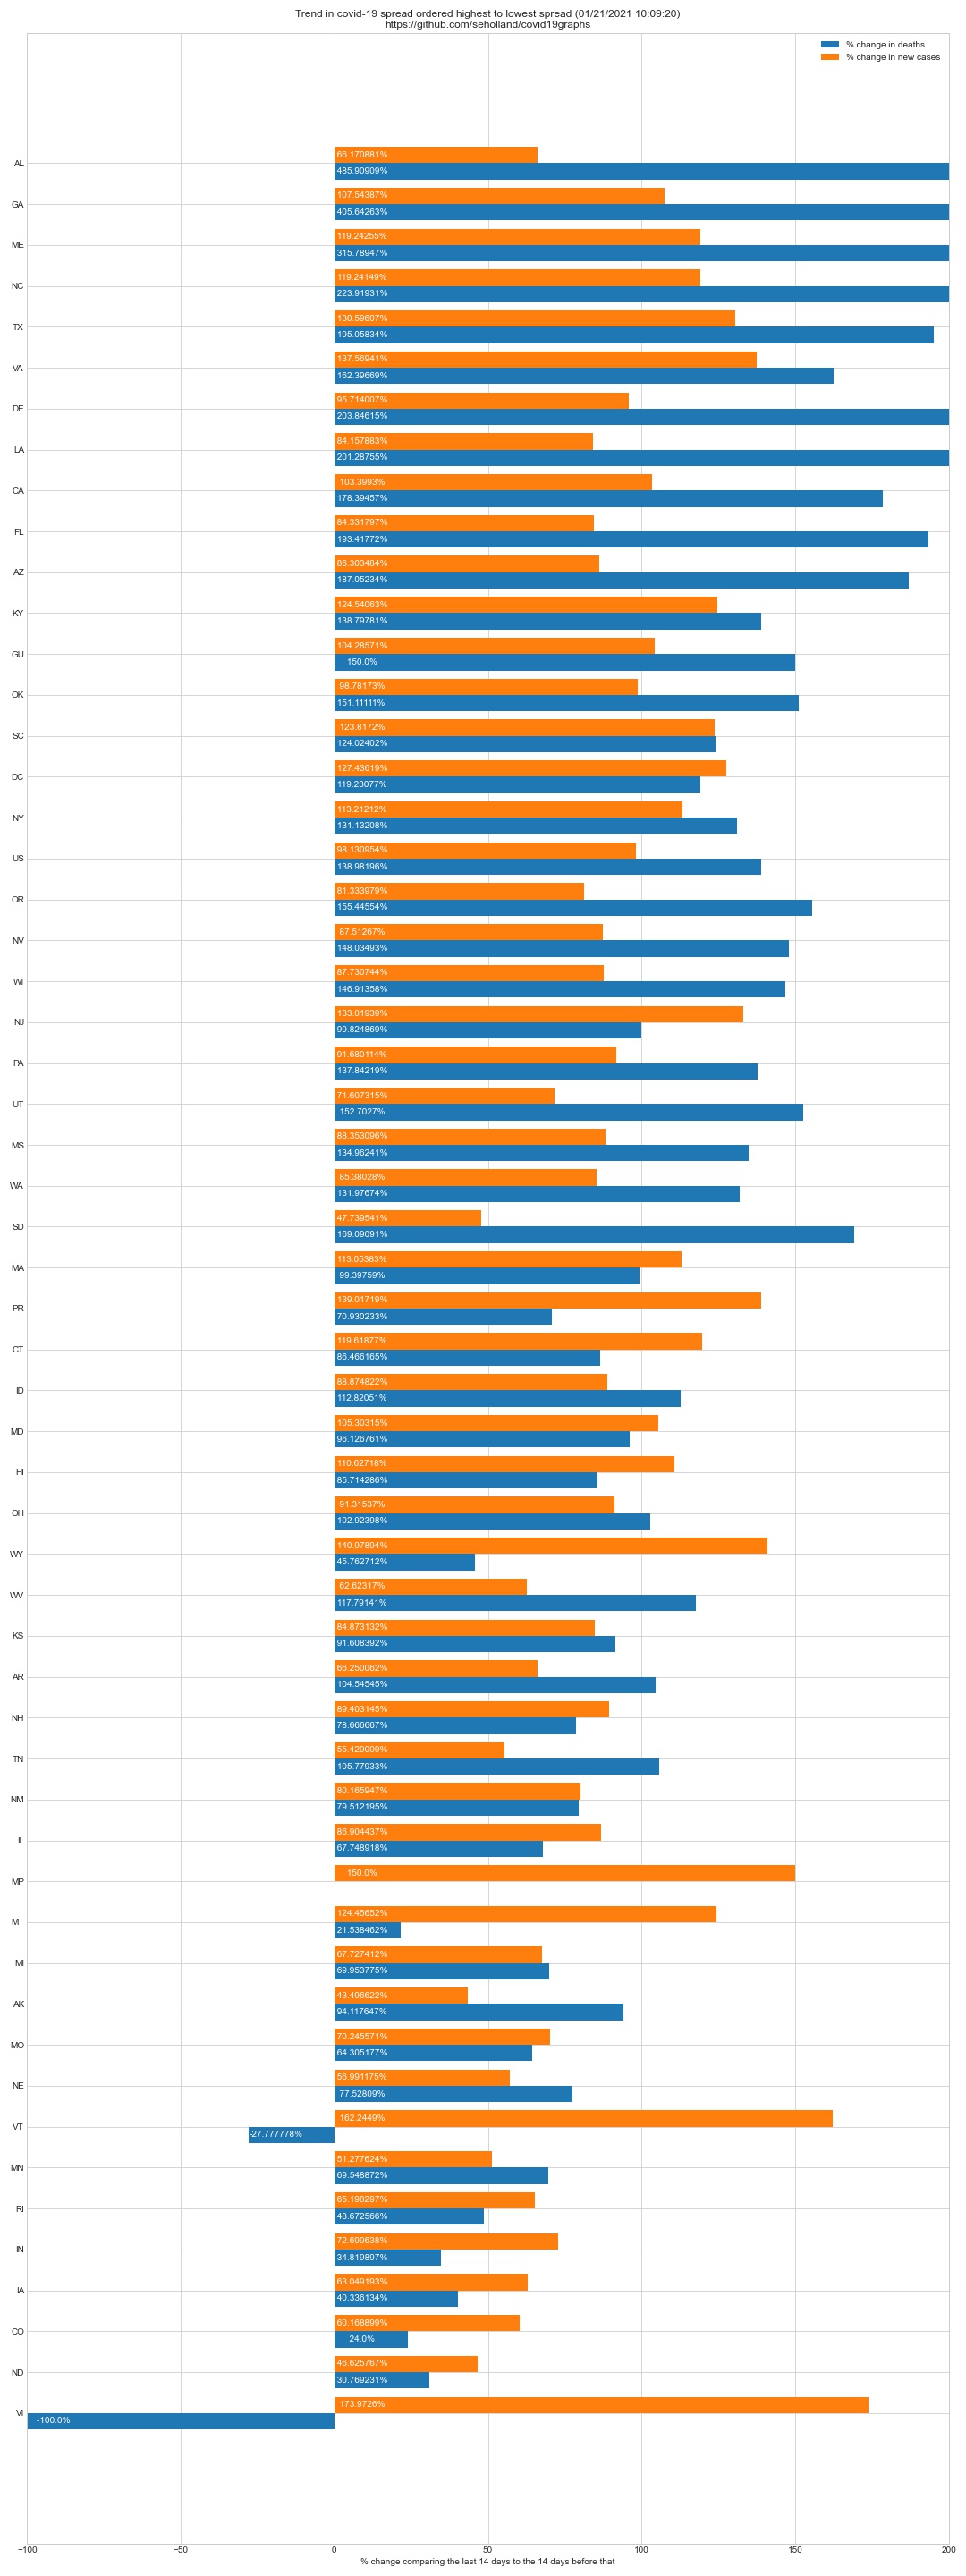 Trend in covid-19 spread ordered highest to lowest spread (01/21/2021 10:09:20)
https://github.com/seholland/covid19graphs
% change in deaths
% change in new cases
66.170881%
AL
485.90909%
107.54387%
GA
405.64263%
119.24255%
ME
315.78947%
119.24149%
NC
223.91931%
130.59607%
TX
195.05834%
137.56941%
VA
162.39669%
95.714007%
DE
203.84615%
84.157883%
LA
201.28755%
103.3993%
CA
178.39457%
84.331797%
FL
193.41772%
86.303484%
AZ
187.05234%
124.54063%
KY
138.79781%
104.28571%
GU
150.0%
98.78173%
OK
151.11111%
123.8172%
SC
124.02402%
127.43619%
DC
119.23077%
113.21212%
NY
131.13208%
98.130954%
US
138.98196%
81.333979%
OR
155.44554%
87.51267%
NV
148.03493%
87.730744%
WI
146.91358%
133.01939%
NJ
99.824869%
91.680114%
PA
137.84219%
71.607315%
UT
152.7027%
88.353096%
MS
134.96241%
85.38028%
WA
131.97674%
47.739541%
SD
169.09091%
113.05383%
MA
99.39759%
139.01719%
PR
70.930233%
119.61877%
CT
86.466165%
88.874822%
ID
112.82051%
105.30315%
MD
96.126761%
110.62718%
HI
85.714286%
91.31537%
OH
102.92398%
140.97894%
WY
45.762712%
62.62317%
WV
117.79141%
84.873132%
KS
91.608392%
66.250062%
AR
104.54545%
89.403145%
NH
78.666667%
55.429009%
TN
105.77933%
80.165947%
NM
79.512195%
86.904437%
IL
67.748918%
150.0%
MP
124.45652%
MT
21.538462%
67.727412%
MI
69.953775%
43.496622%
AK
94.117647%
70.245571%
MO
64.305177%
56.991175%
NE
77.52809%
162.2449%
VT
-27.777778%
51.277624%
MN
69.548872%
65.198297%
RI
48.672566%
72.699638%
IN
34.819897%
63.049193%
IA
40.336134%
60.168899%
CO
24.0%
46.625767%
ND
30.769231%
173.9726%
VI
-100.0%
−100 −50 0 50 100 150 200
% change comparing the last 14 days to the 14 days before that